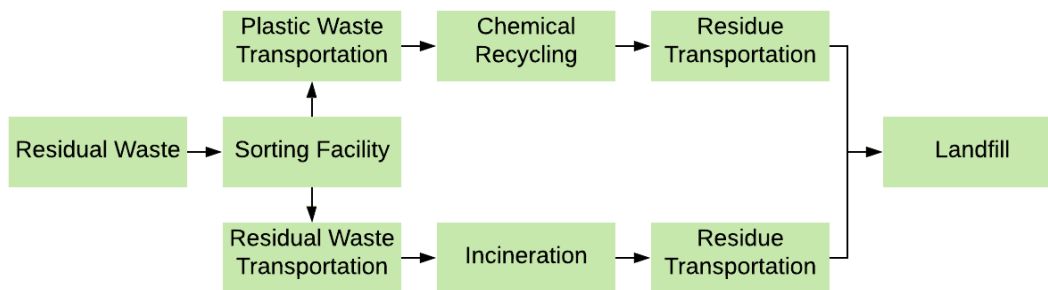 Plastic Waste
Transportation
Chemical
Recycling
Residue
Transportation
Residual Waste
Sorting Facility
Landfill
Residual Waste
Transportation
Incineration
Residue
Transportation